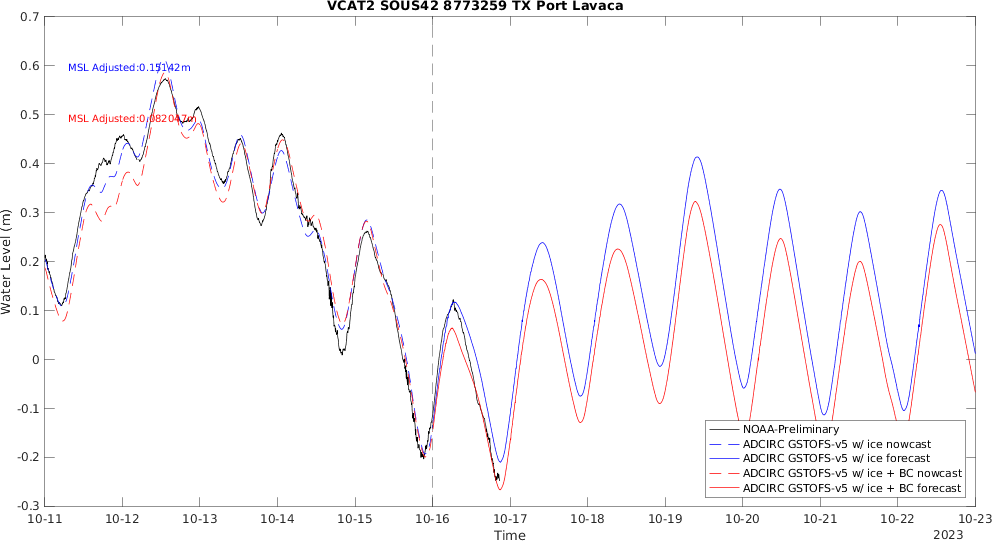 VCAT2 SOUS42 8773259 TX Port Lavaca
0.7
0.6
0.5
0.4
0.3
0.2
0.1
0
-0.1
-0.2
-0.3
Water Level (m)
MSL Adjusted:0.15142m
MSL Adjusted:0.082047m
NOAA-Preliminary
ADCIRC GSTOFS-v5 w/ ice nowcast
ADCIRC GSTOFS-v5 w/ ice forecast
ADCIRC GSTOFS-v5 w/ ice + BC nowcast
ADCIRC GSTOFS-v5 w/ ice + BC forecast
10-11 10-12 10-13 10-14 10-15 10-16 10-17 10-18 10-19 10-20 10-21 10-22 10-23
Time
2023